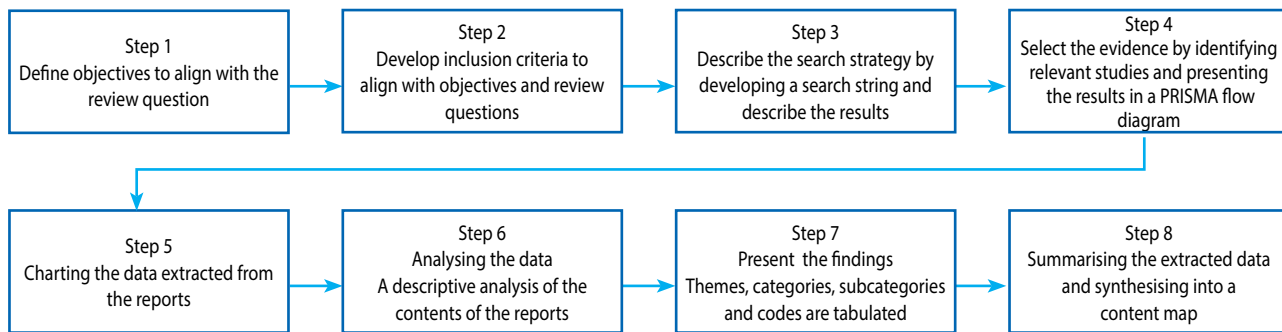 Step 1
Define objectives to align with the
review question
Step 2
Develop inclusion criteria to
align with objectives and review
questions
Step 3
Describe the search strategy by
developing a search string and
describe the results
Step 4
Select the evidence by identifying
relevant studies and presenting
the results in a PRISMA flow
diagram
Step 5
Charting the data extracted from
the reports
Step 6
Analysing the data
A descriptive analysis of the
contents of the reports
Step 7
Present the findings
Themes, categories, subcategories
and codes are tabulated
Step 8
Summarising the extracted data
and synthesising into a
content map